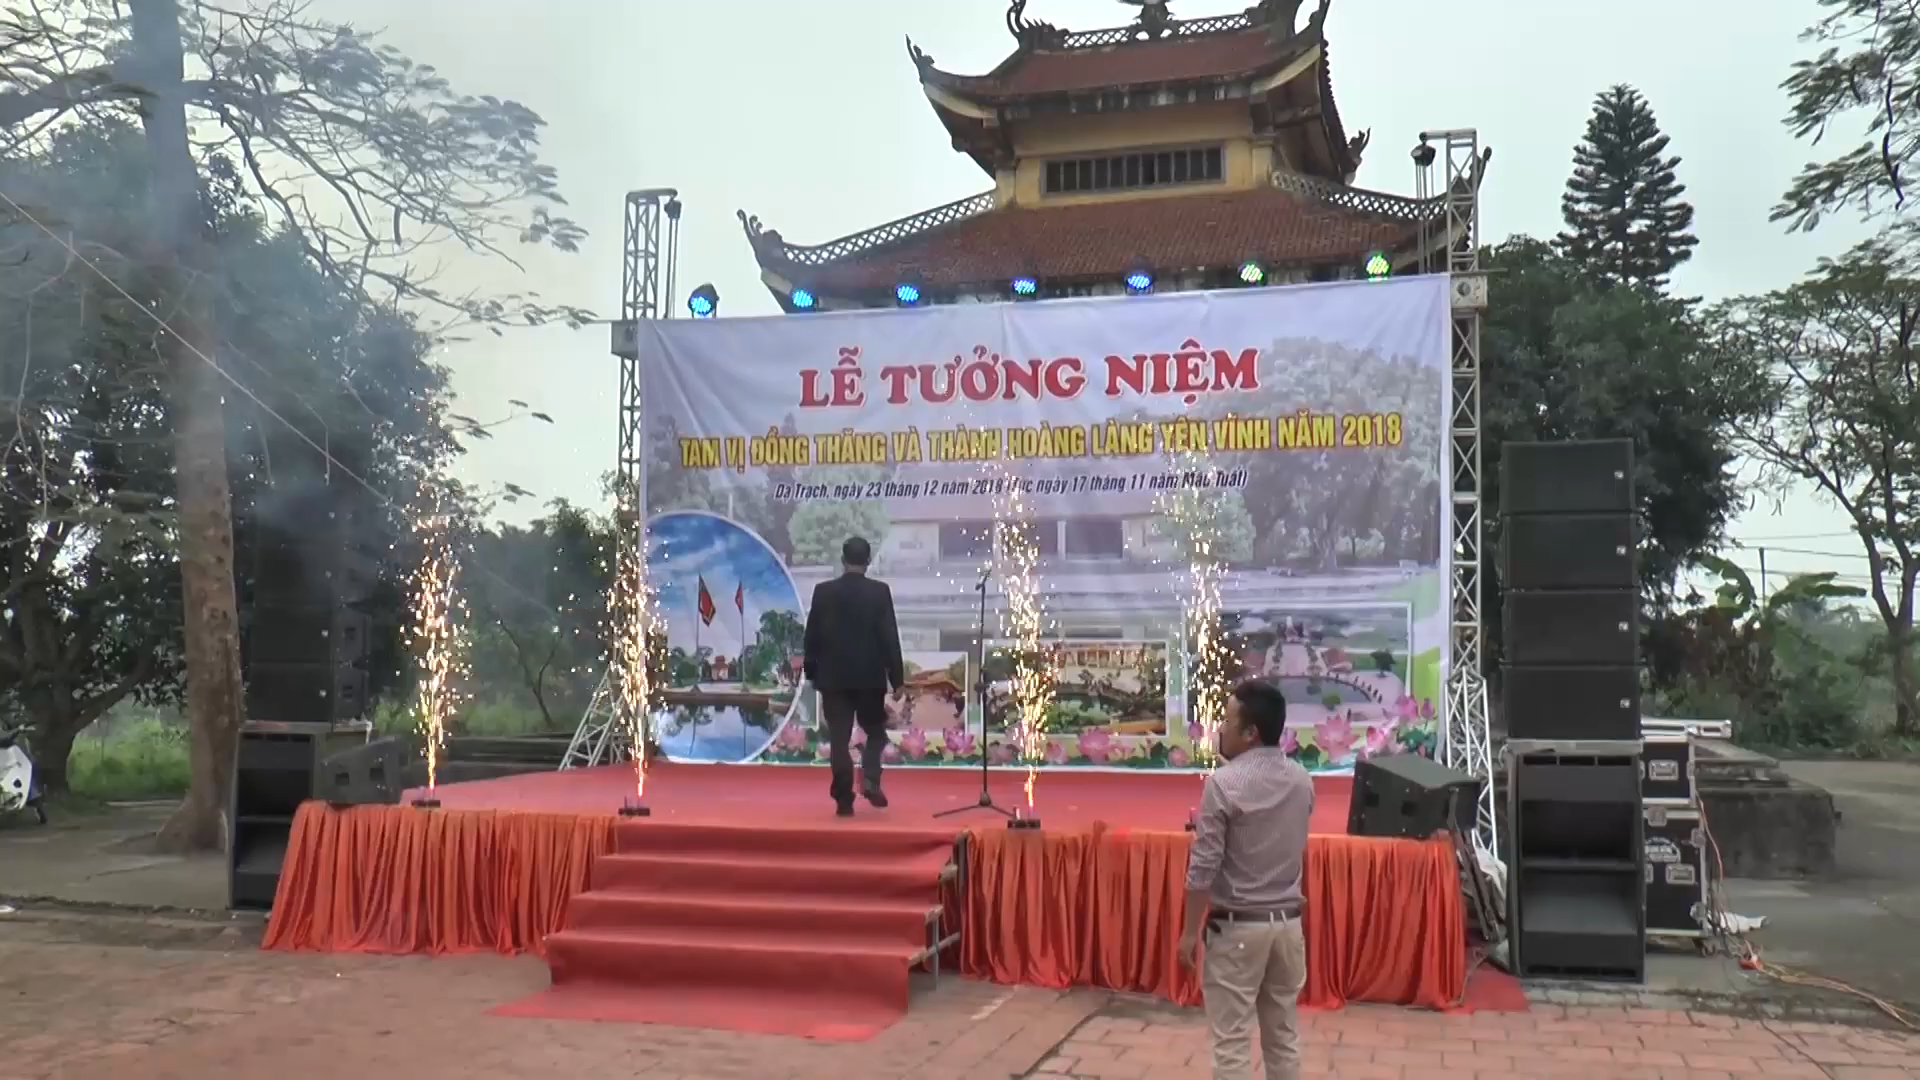 LỄ TƯỞNG NIỆM
TAM VỊ ĐỒNG THĂNG VÀ THÀNH HOÀNG LÀNG YÊN VĨNH NĂM 2018
Dạ Trạch, ngày 23 tháng 12 năm 2018 (Tức ngày 17 tháng 11 năm Mậu Tuất)